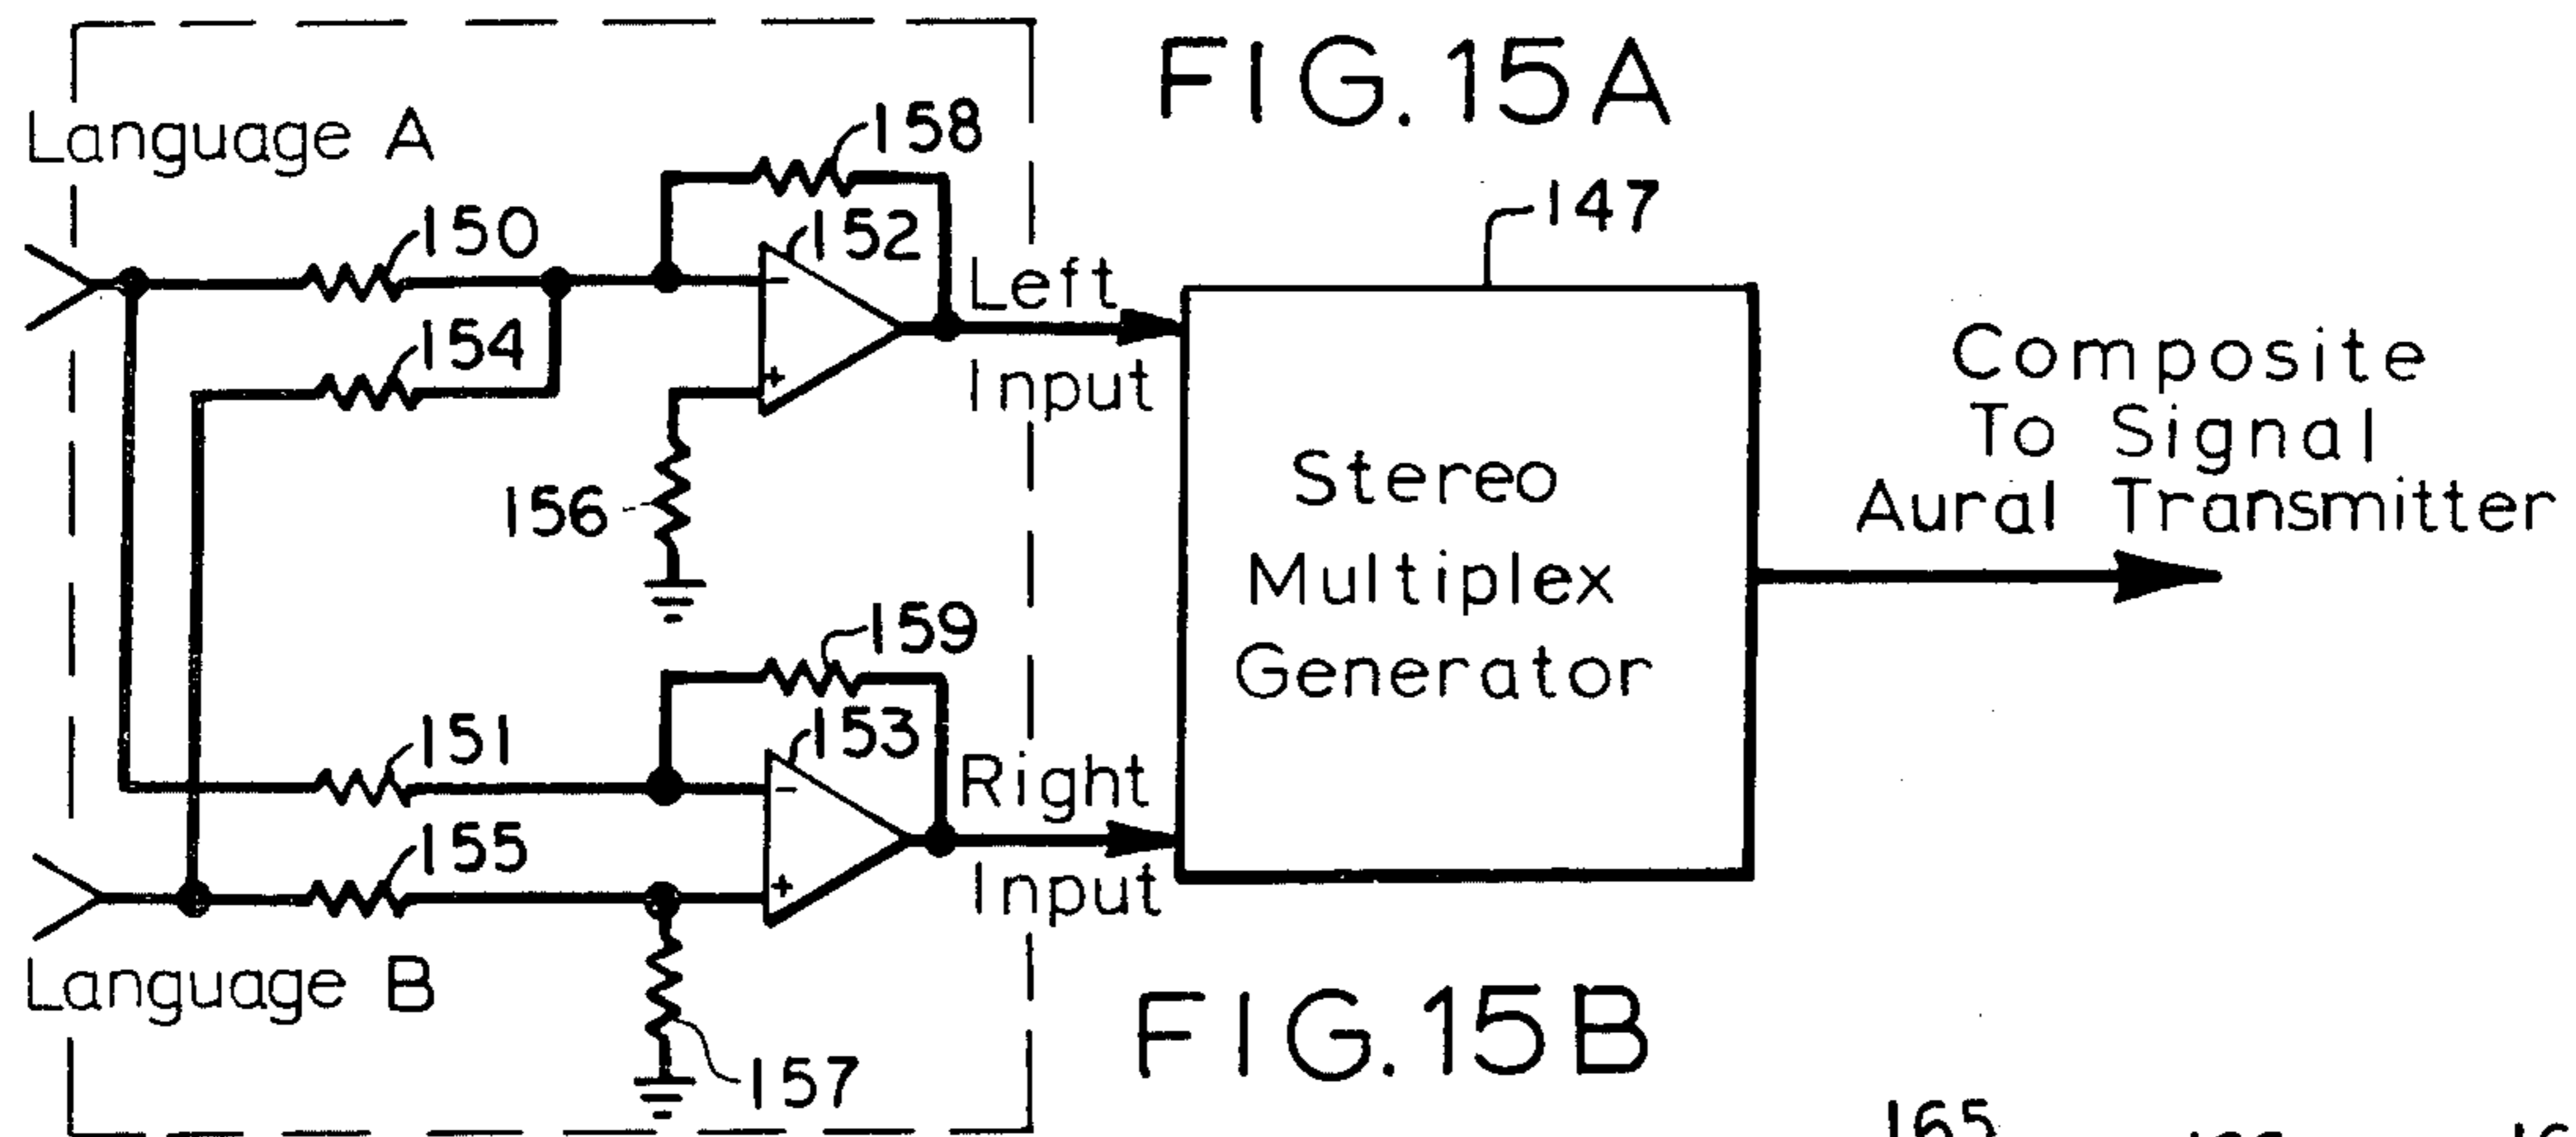 FIG. 15A
Language A
158
150
152
147
Left
Input
154
Composite
To Signal
Aural Transmitter
Stereo
Multiplex
Generator
156
159
151
153
Right
Input
155
Language B
157
FIG. 15B
165